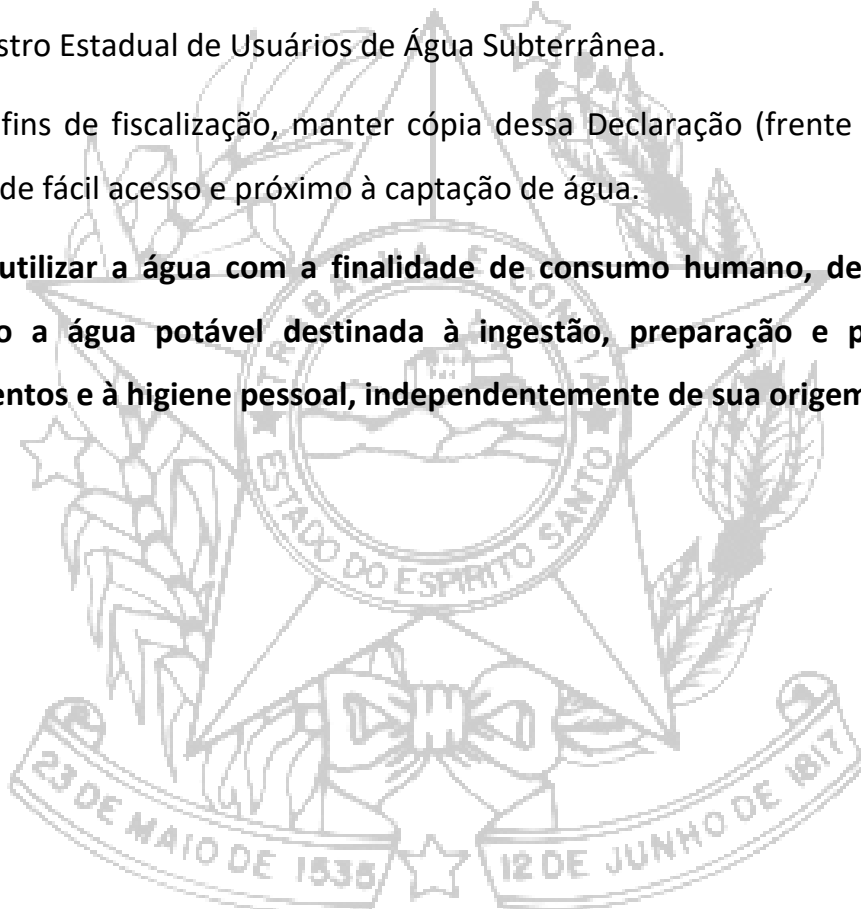 stro Estadual de Usuários de Água Subterrânea.
fins de fiscalização, manter cópia dessa Declaração (frente
de fácil acesso e próximo à captação de água.
utilizar a água com a finalidade de consumo humano, de
o a água potável destinada à ingestão, preparação e p
entos e à higiene pessoal, independentemente de sua origem
TRABALHA E CONFIA
ESTADO DO ESPIRITO SANTO
23 DE MAIO DE 1535
12 DE JUNHO DE 1817